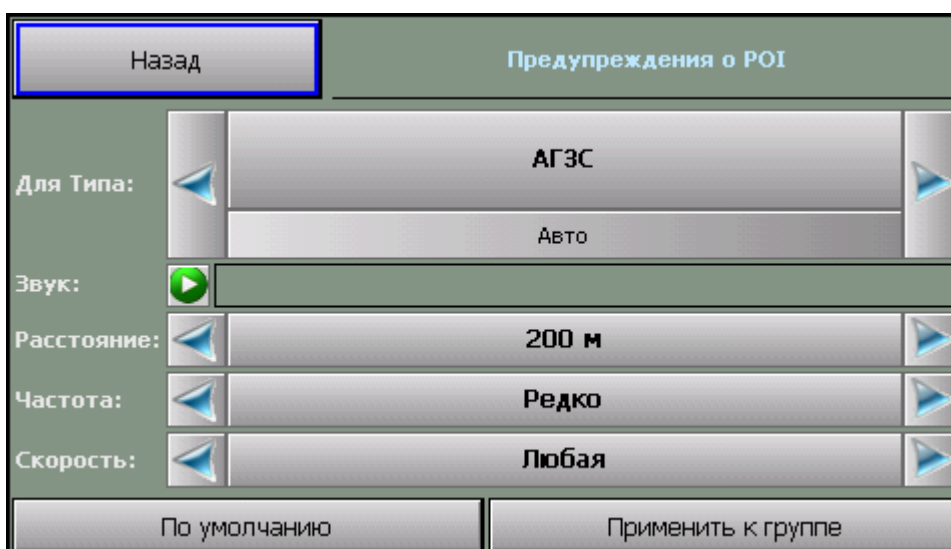 Назад
Предупреждения о POI
Для Типа:
АГЗС
Авто
Звук:
Расстояние:
200 м
Частота:
Редко
Скорость:
Любая
По умолчанию
Применить к группе